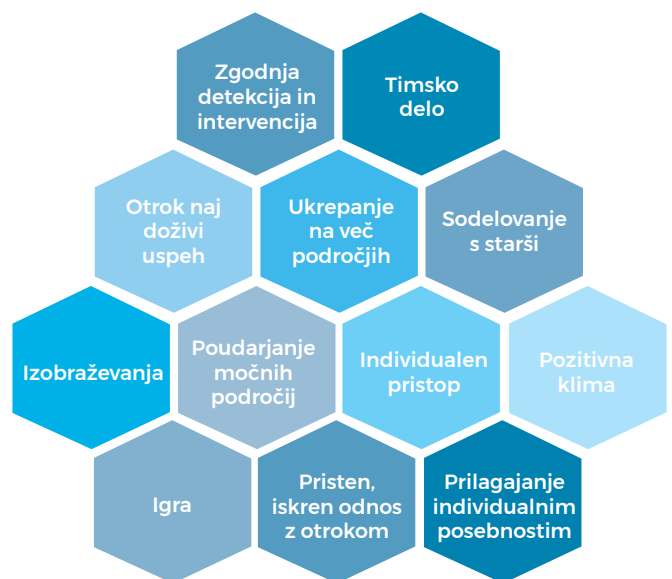 Zgodnja
detekcija in
intervencija
Timsko
delo
Otrok naj
doživi
uspeh
Ukrepanje
na več
področjih
Sodelovanje
s starši
Izobraževanja
Poudarjanje
močnih
področij
Individualen
pristop
Pozitivna
klima
Igra
Pristen,
iskren odnos
z otrokom
Prilagajanje
individualnim
posebnostim